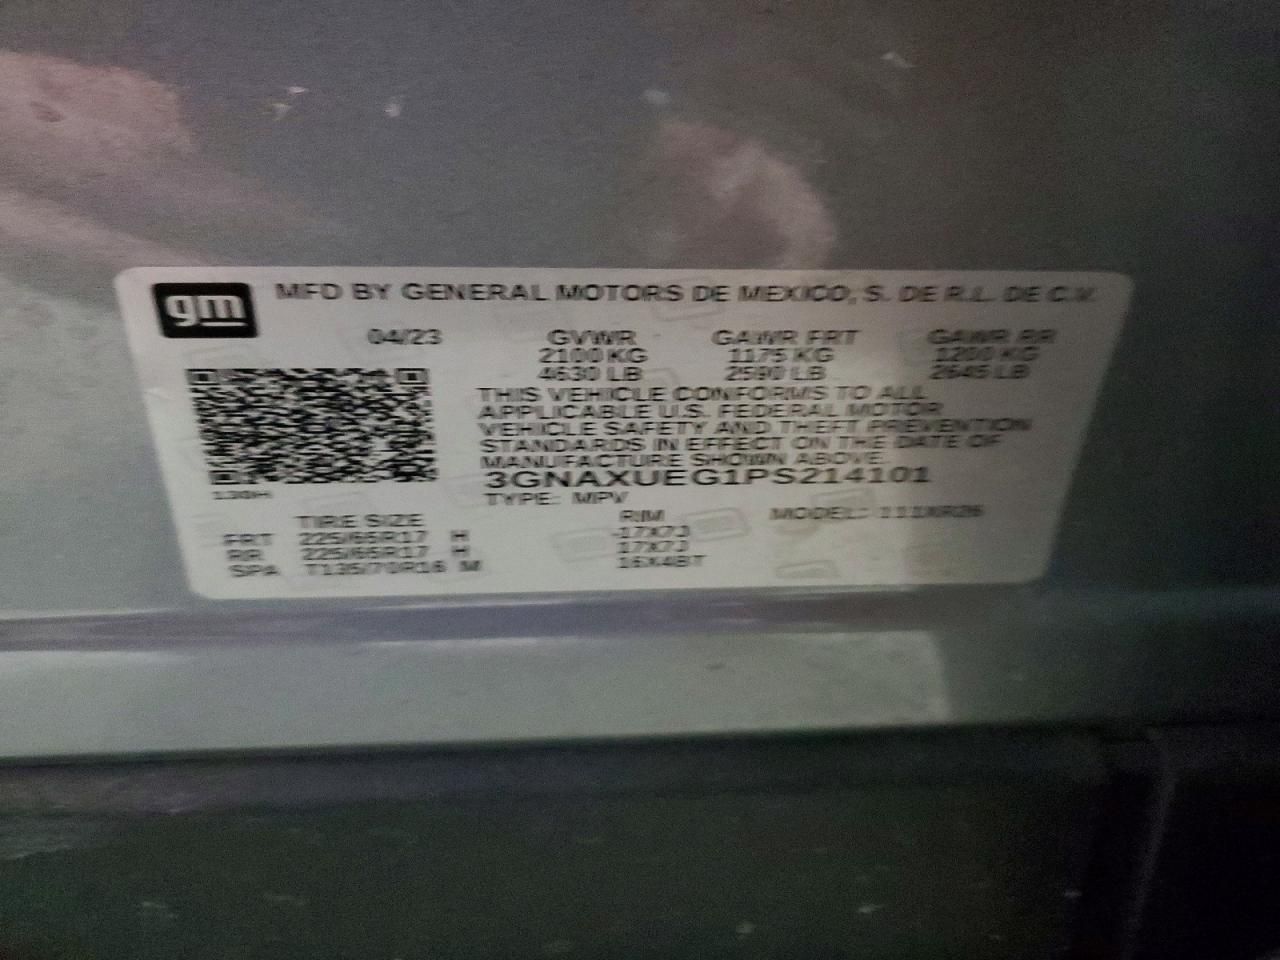 gm
MFD BY GENERAL MOTORS DE MEXICO, S. DE R.L. DE C.V.
04/23 GVWR GAWR FRT GAWR RR
2100 KG 1175 KG 1200 KG
4630 LB 2590 LB 2645 LB
THIS VEHICLE CONFORMS TO ALL
APPLICABLE U.S. FEDERAL MOTOR
VEHICLE SAFETY AND THEFT PREVENTION
STANDARDS IN EFFECT ON THE DATE OF
MANUFACTURE SHOWN ABOVE.
3GNAXUEG1PS214101
TYPE: MPV
TIRE SIZE RIM MODEL:
FRT 225/65R17 H 17X7J
RR 225/65R17 H 17X7J
SPA T135/70R16 M 16X4BT